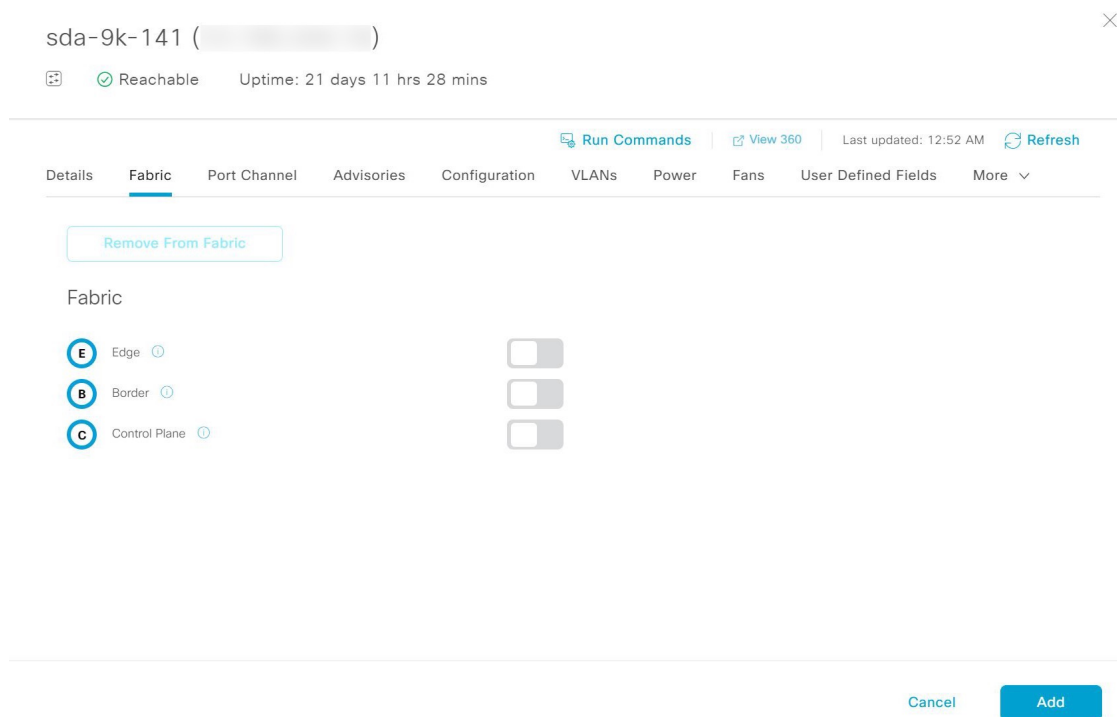 sda-9k-141 ( )
Reachable Uptime: 21 days 11 hrs 28 mins
Run Commands View 360 Last updated: 12:52 AM Refresh
Details Fabric Port Channel Advisories Configuration VLANs Power Fans User Defined Fields More
Remove From Fabric
Fabric
E Edge
B Border
C Control Plane
Cancel Add